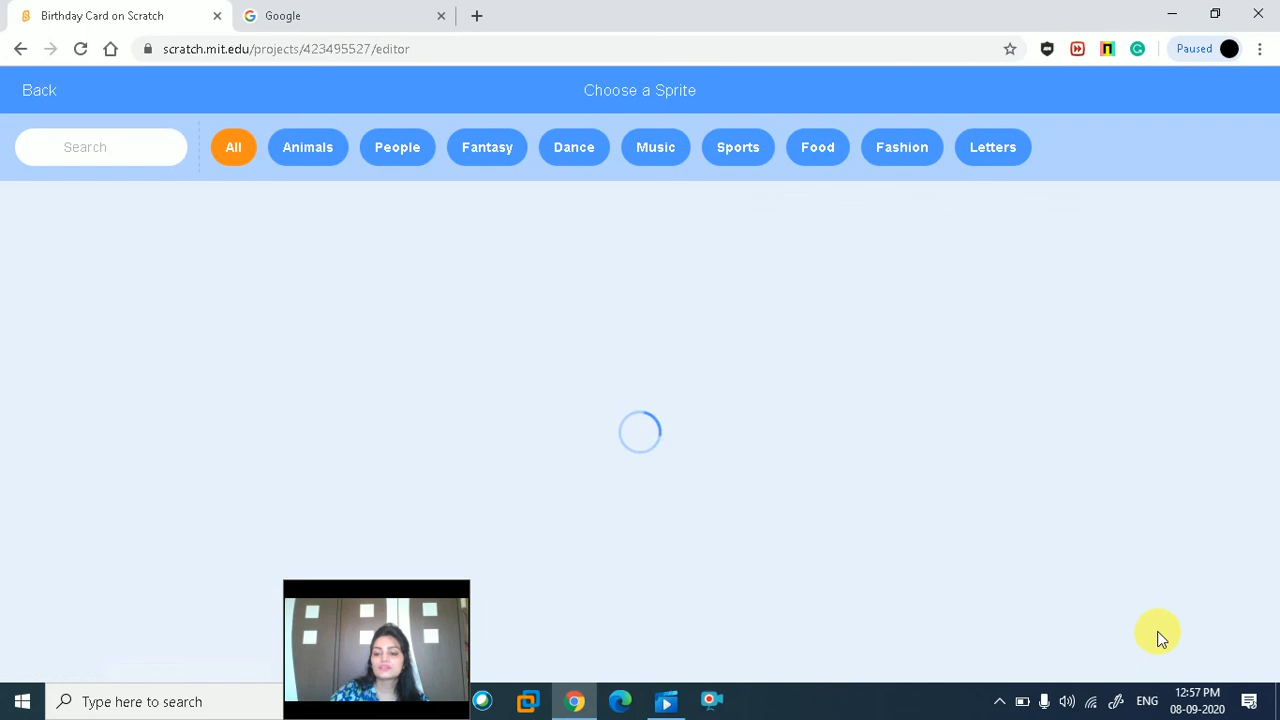 Birthday Card on Scratch
Google
scratch.mit.edu/projects/423495527/editor
Paused
Back
Choose a Sprite
Search
All
Animals
People
Fantasy
Dance
Music
Sports
Food
Fashion
Letters
Type here to search
ENG
12:57 PM
08-09-2020